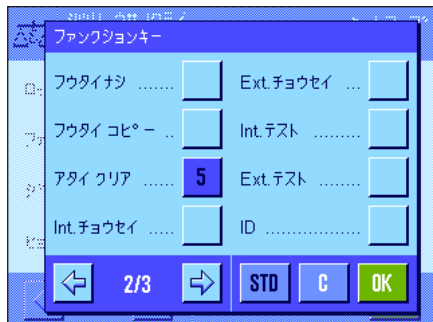 ファンクションキー
フウタイナシ ......
フウタイ コピー ..
アタイ クリア ...... 5
Int.チョウセイ .....
Ext.チョウセイ ...
Int.テスト .........
Ext.テスト ........
ID ..................
2/3
STD
C
OK